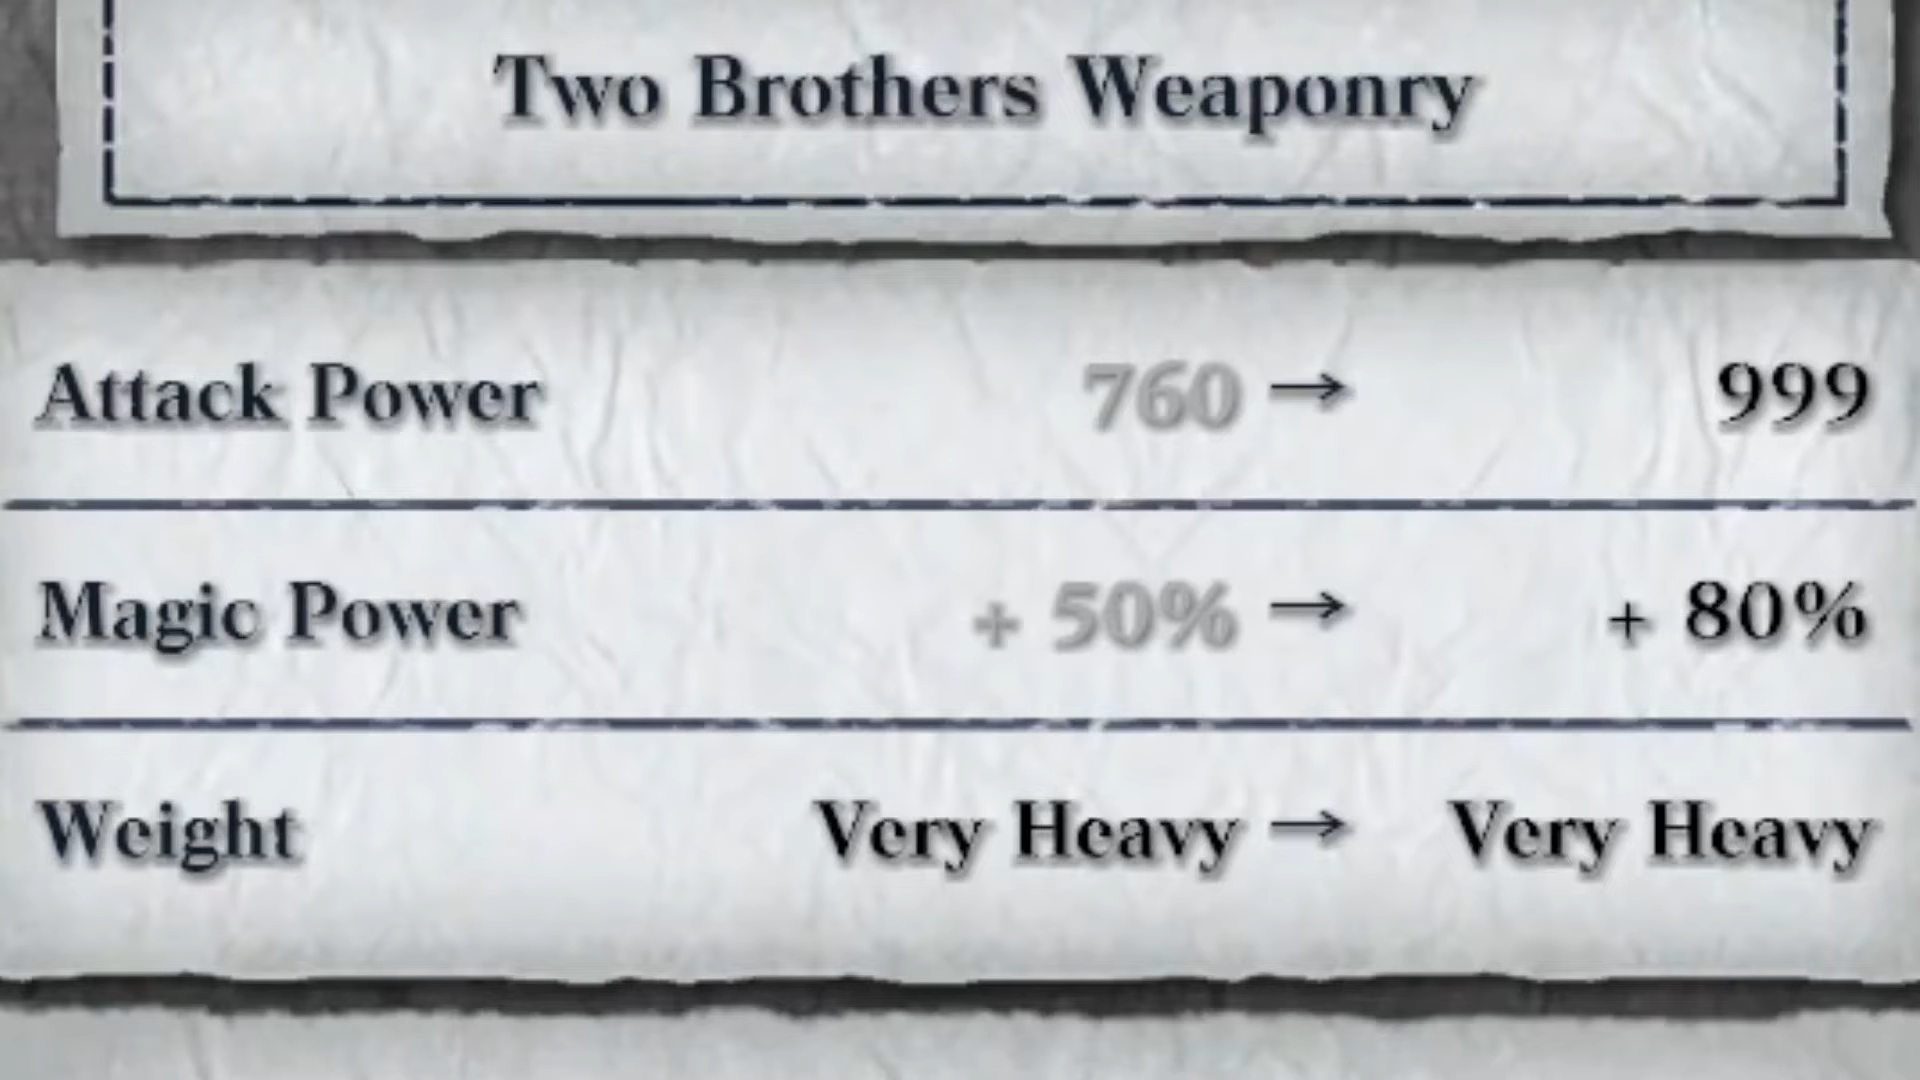 Two Brothers Weaponry
Attack Power 760 → 999
Magic Power + 50% → + 80%
Weight Very Heavy → Very Heavy